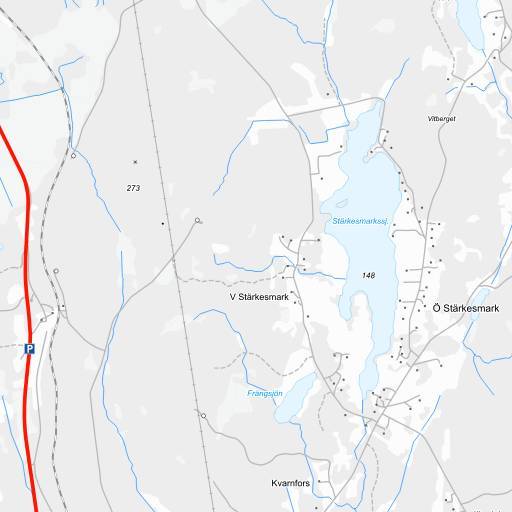 Vitberget
273
Stärkesmarkssj.
148
V Stärkesmark
Ö Stärkesmark
P
Frängsjön
Kvarnfors